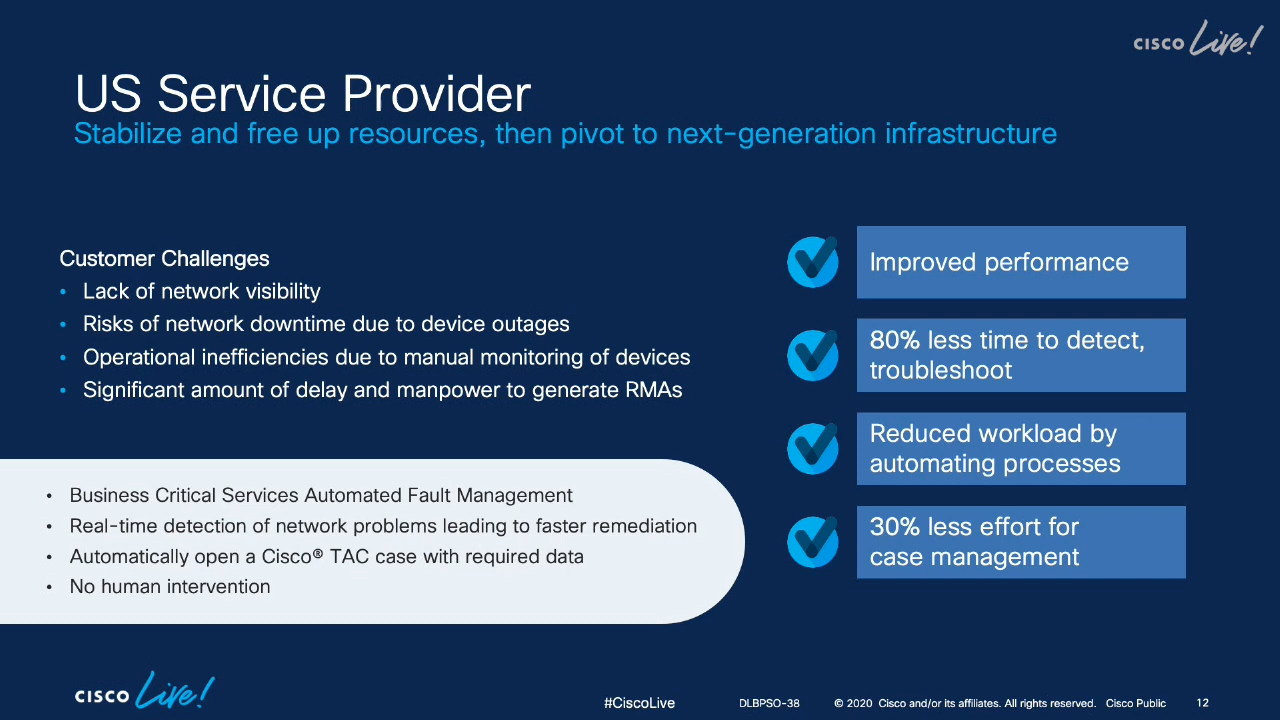 CISCO Live!
US Service Provider
Stabilize and free up resources, then pivot to next-generation infrastructure
Customer Challenges
• Lack of network visibility
• Risks of network downtime due to device outages
• Operational inefficiencies due to manual monitoring of devices
• Significant amount of delay and manpower to generate RMAs
• Business Critical Services Automated Fault Management
• Real-time detection of network problems leading to faster remediation
• Automatically open a Cisco® TAC case with required data
• No human intervention
Improved performance
80% less time to detect,
troubleshoot
Reduced workload by
automating processes
30% less effort for
case management
CISCO Live!
#CiscoLive
DLBPSO-38
© 2020 Cisco and/or its affiliates. All rights reserved. Cisco Public
12